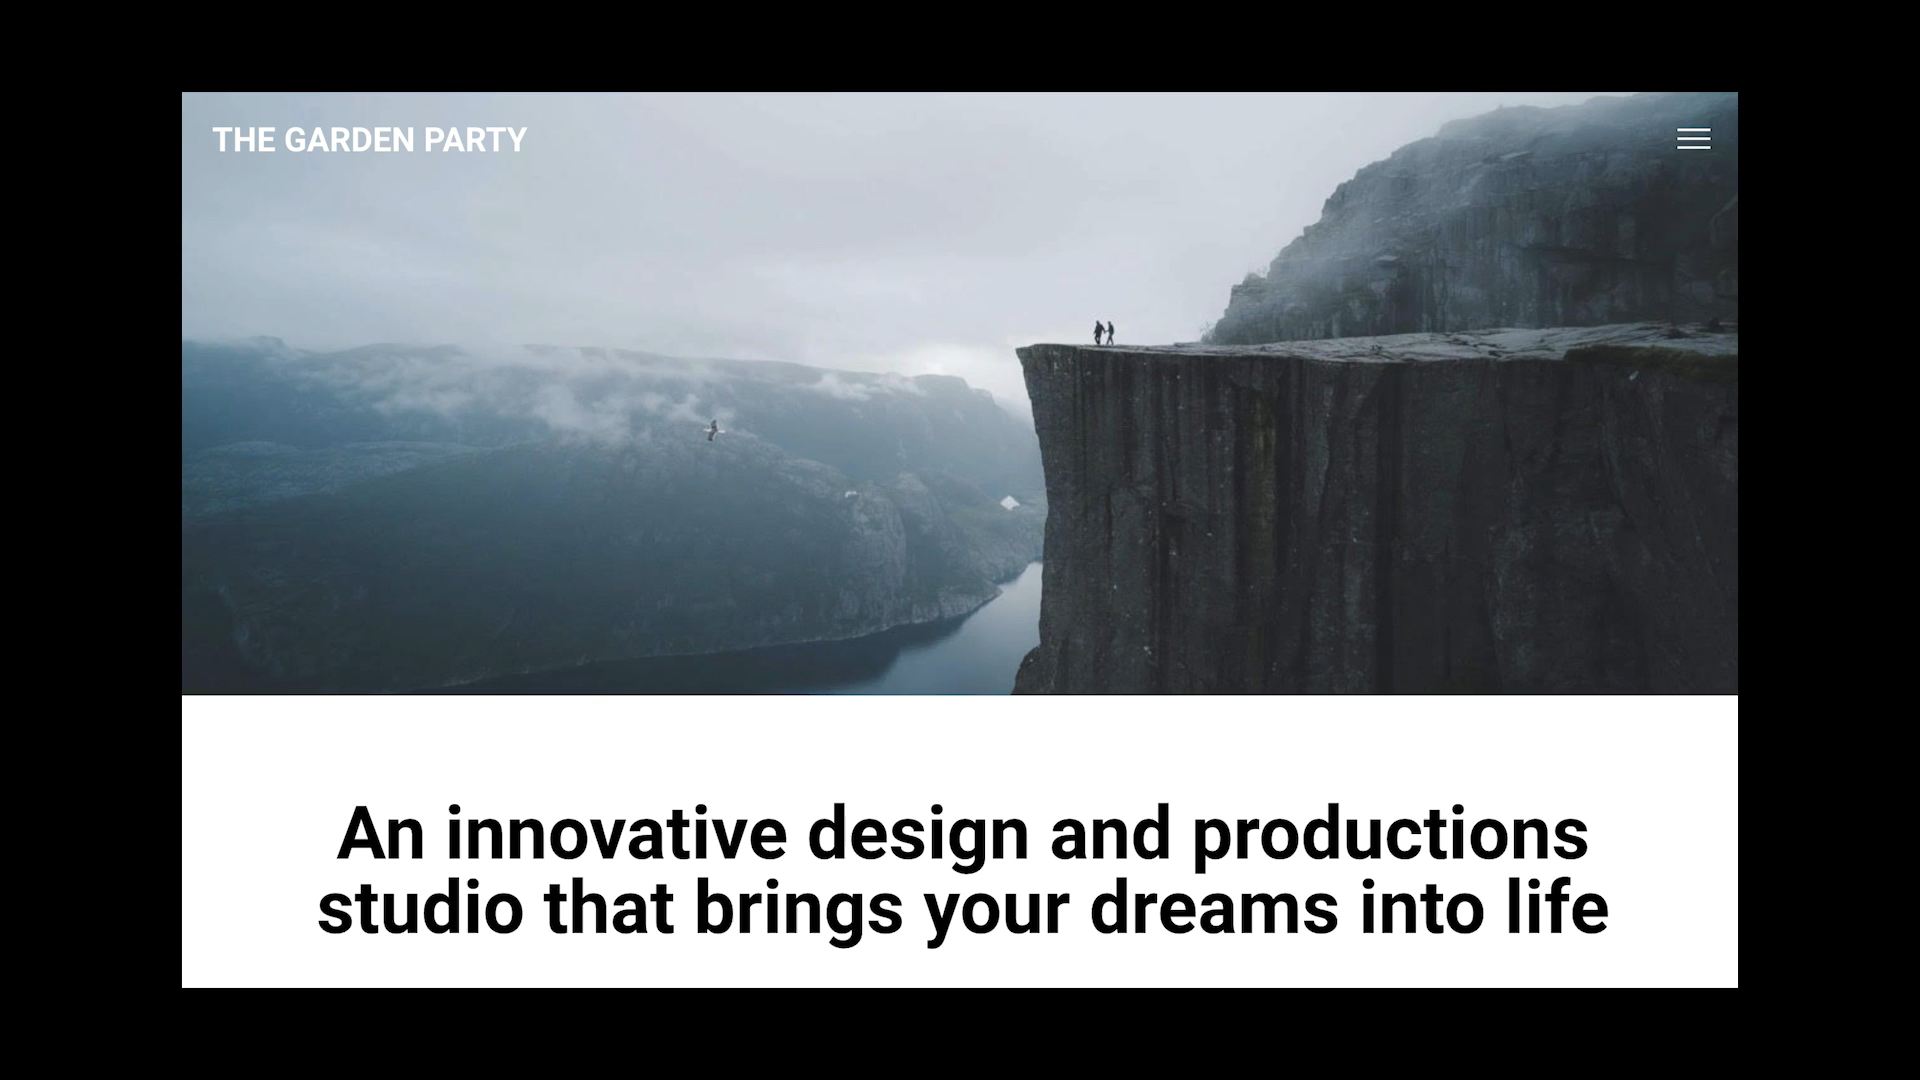 THE GARDEN PARTY
An innovative design and productions
studio that brings your dreams into life